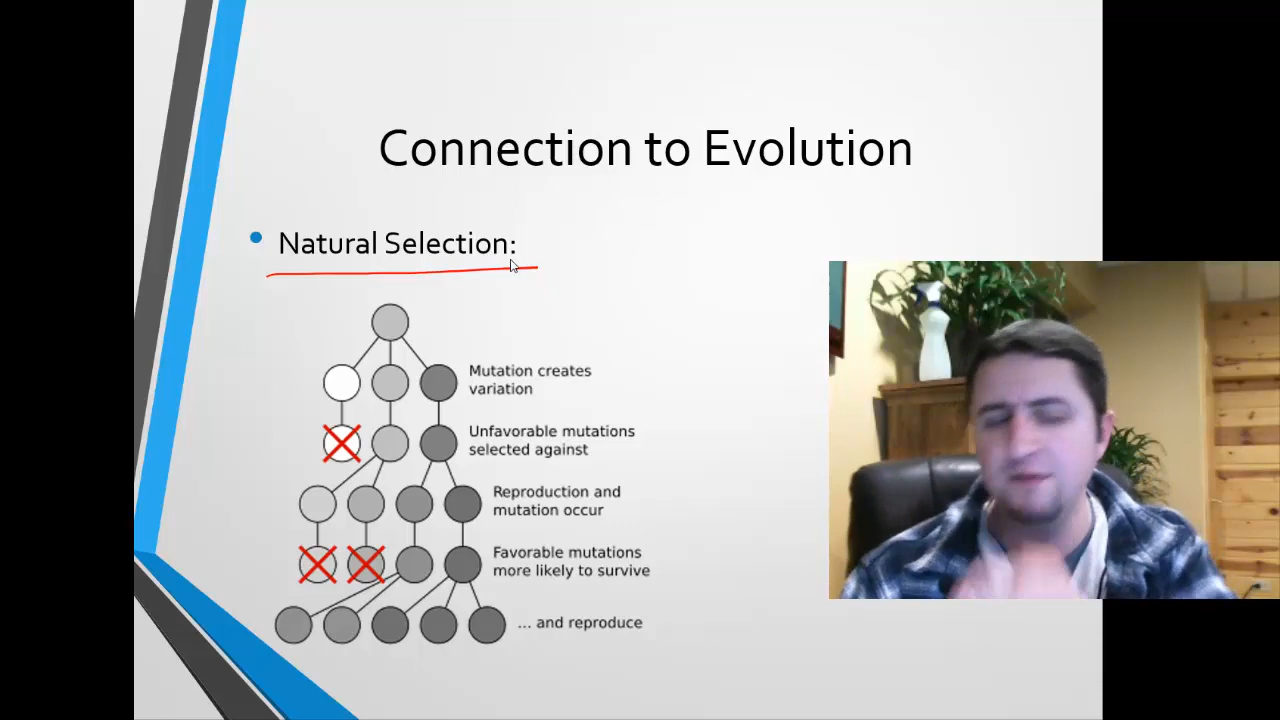 Connection to Evolution
Natural Selection:
Mutation creates
variation
Unfavorable mutations
selected against
Reproduction and
mutation occur
Favorable mutations
more likely to survive
... and reproduce